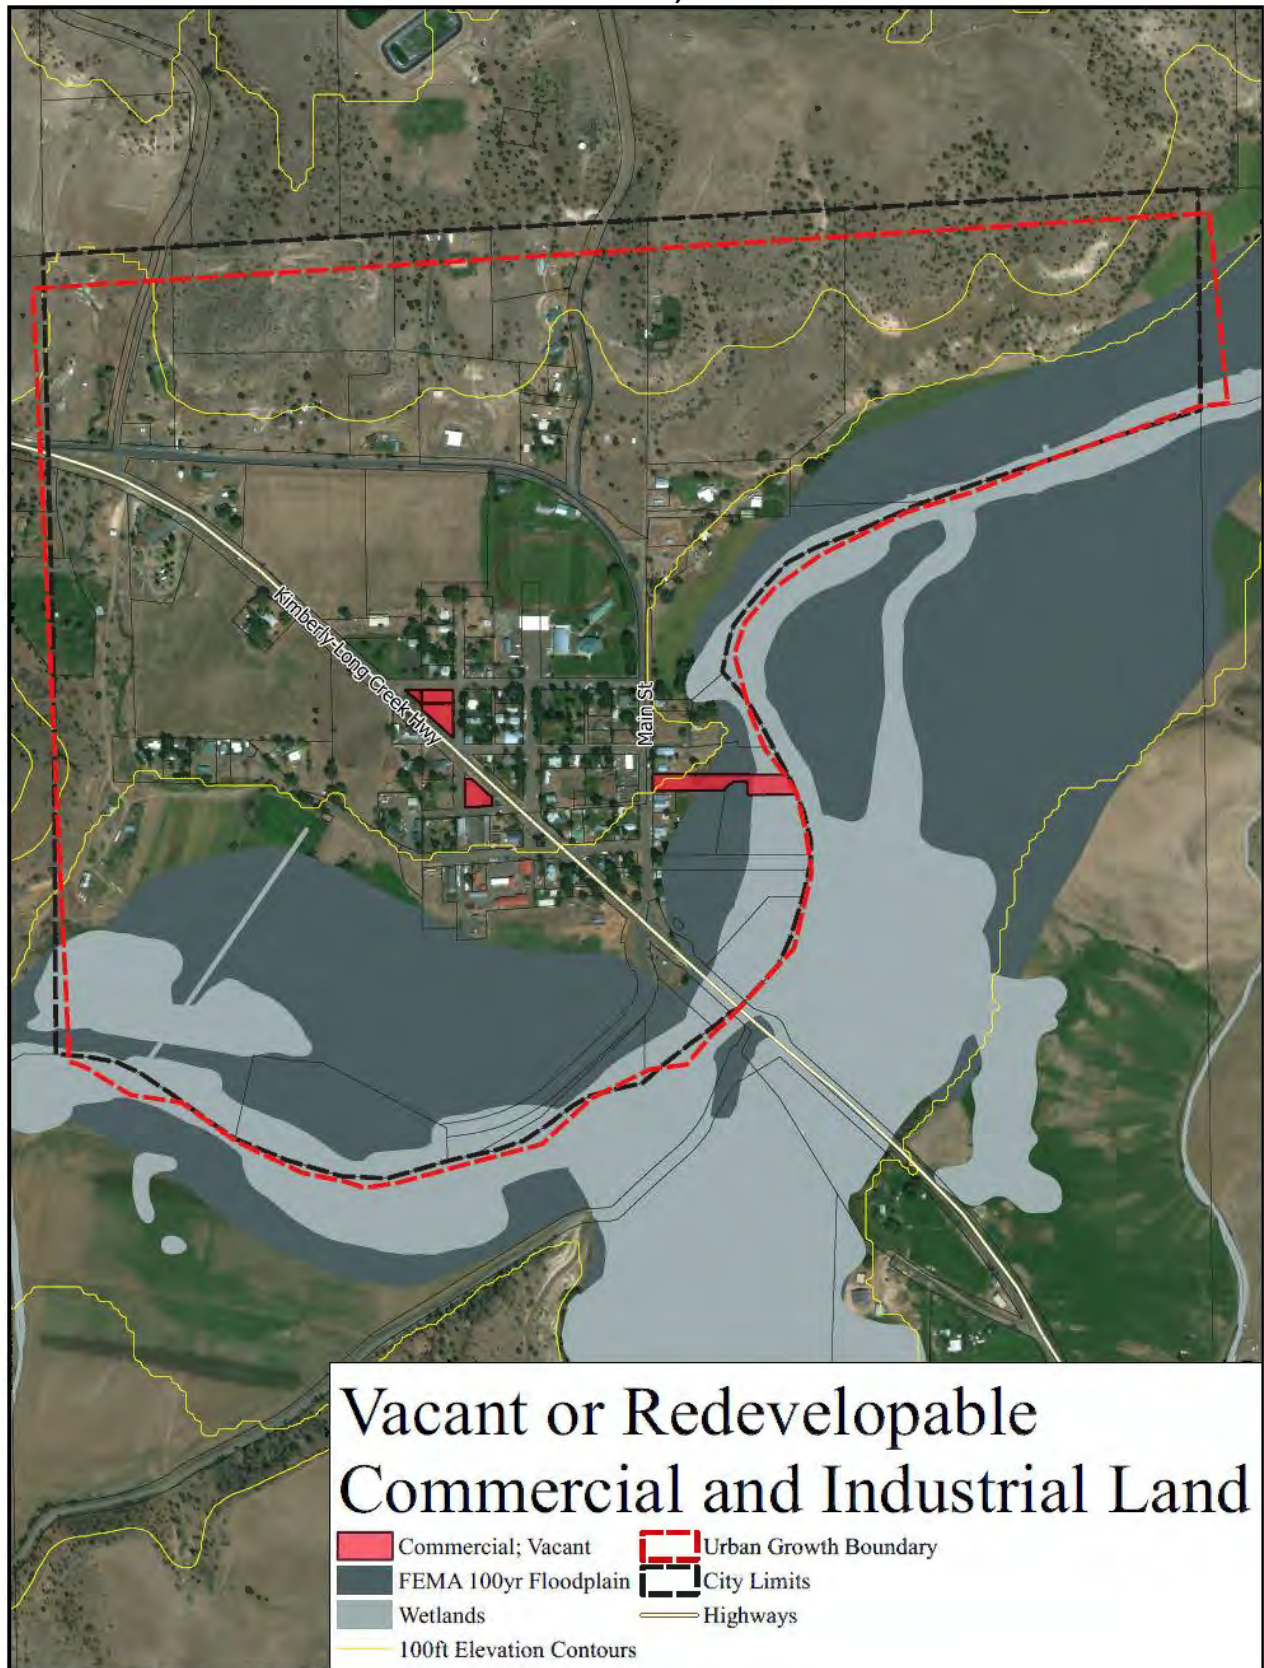 Kimberly-Long Creek Hwy
Main St
Vacant or Redevelopable
Commercial and Industrial Land
Commercial; Vacant
Urban Growth Boundary
FEMA 100yr Floodplain
City Limits
Wetlands
Highways
100ft Elevation Contours